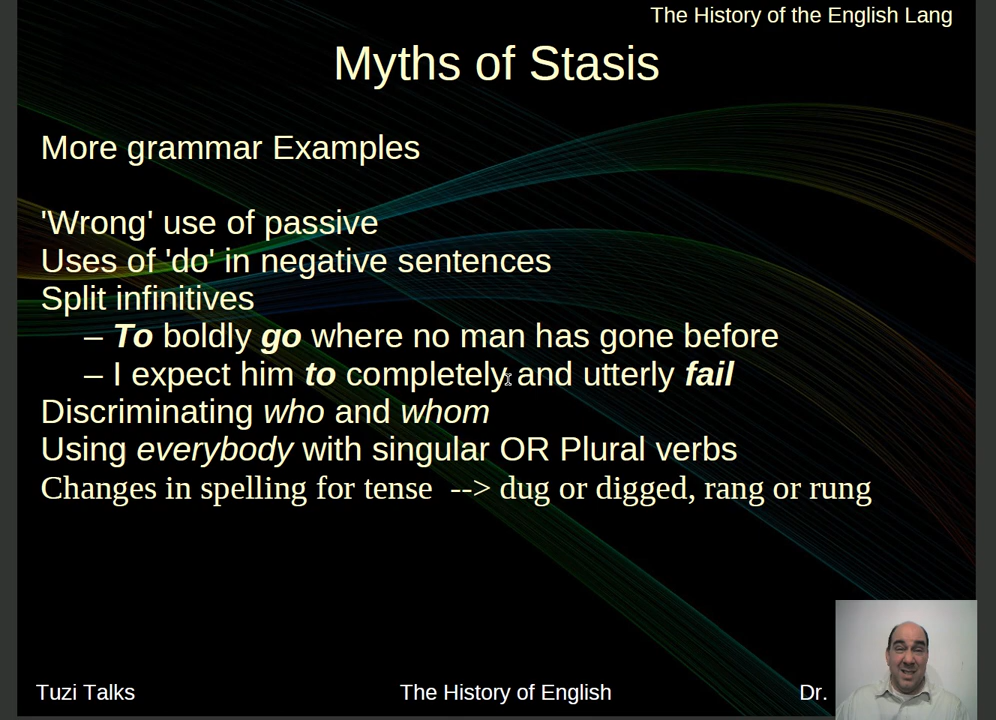 The History of the English Lang
Myths of Stasis
More grammar Examples
'Wrong' use of passive
Uses of 'do' in negative sentences
Split infinitives
– To boldly go where no man has gone before
– I expect him to completely and utterly fail
Discriminating who and whom
Using everybody with singular OR Plural verbs
Changes in spelling for tense --> dug or digged, rang or rung
Tuzi Talks
The History of English
Dr.